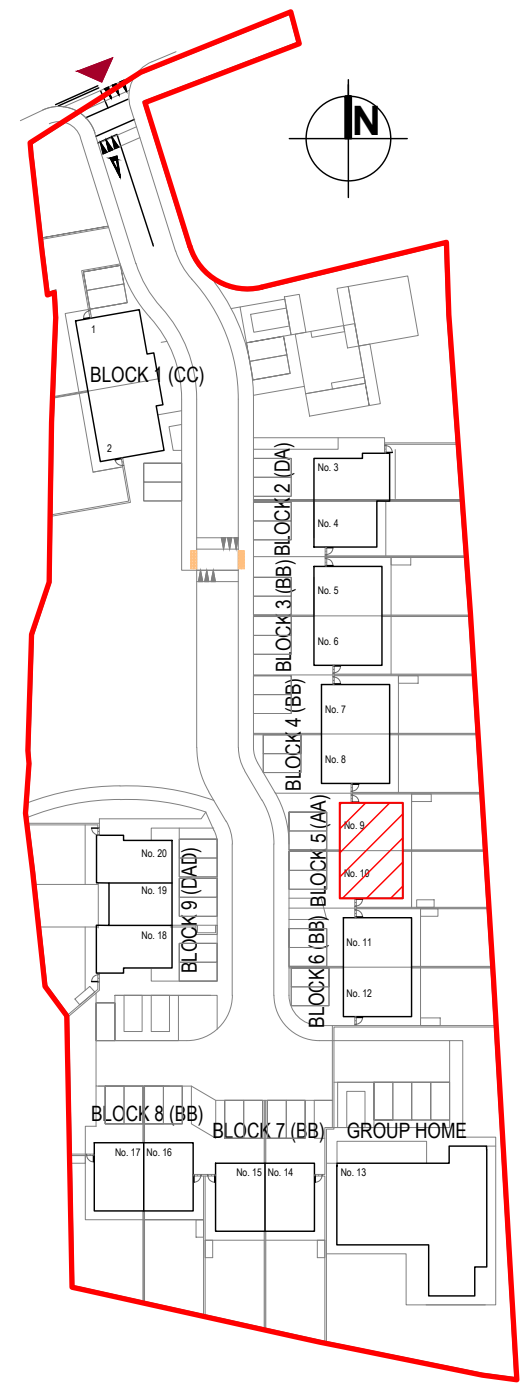 N
1
BLOCK 1 (CC)
2
BLOCK 2 (DA)
No. 3
No. 4
BLOCK 3 (BB)
No. 5
No. 6
BLOCK 4 (BB)
No. 7
No. 8
BLOCK 5 (AA)
No. 9
No. 10
BLOCK 6 (BB)
No. 11
No. 12
No. 20
No. 19
No. 18
BLOCK 9 (DAD)
BLOCK 8 (BB)
No. 17 No. 16
BLOCK 7 (BB)
No. 15 No. 14
GROUP HOME
No. 13